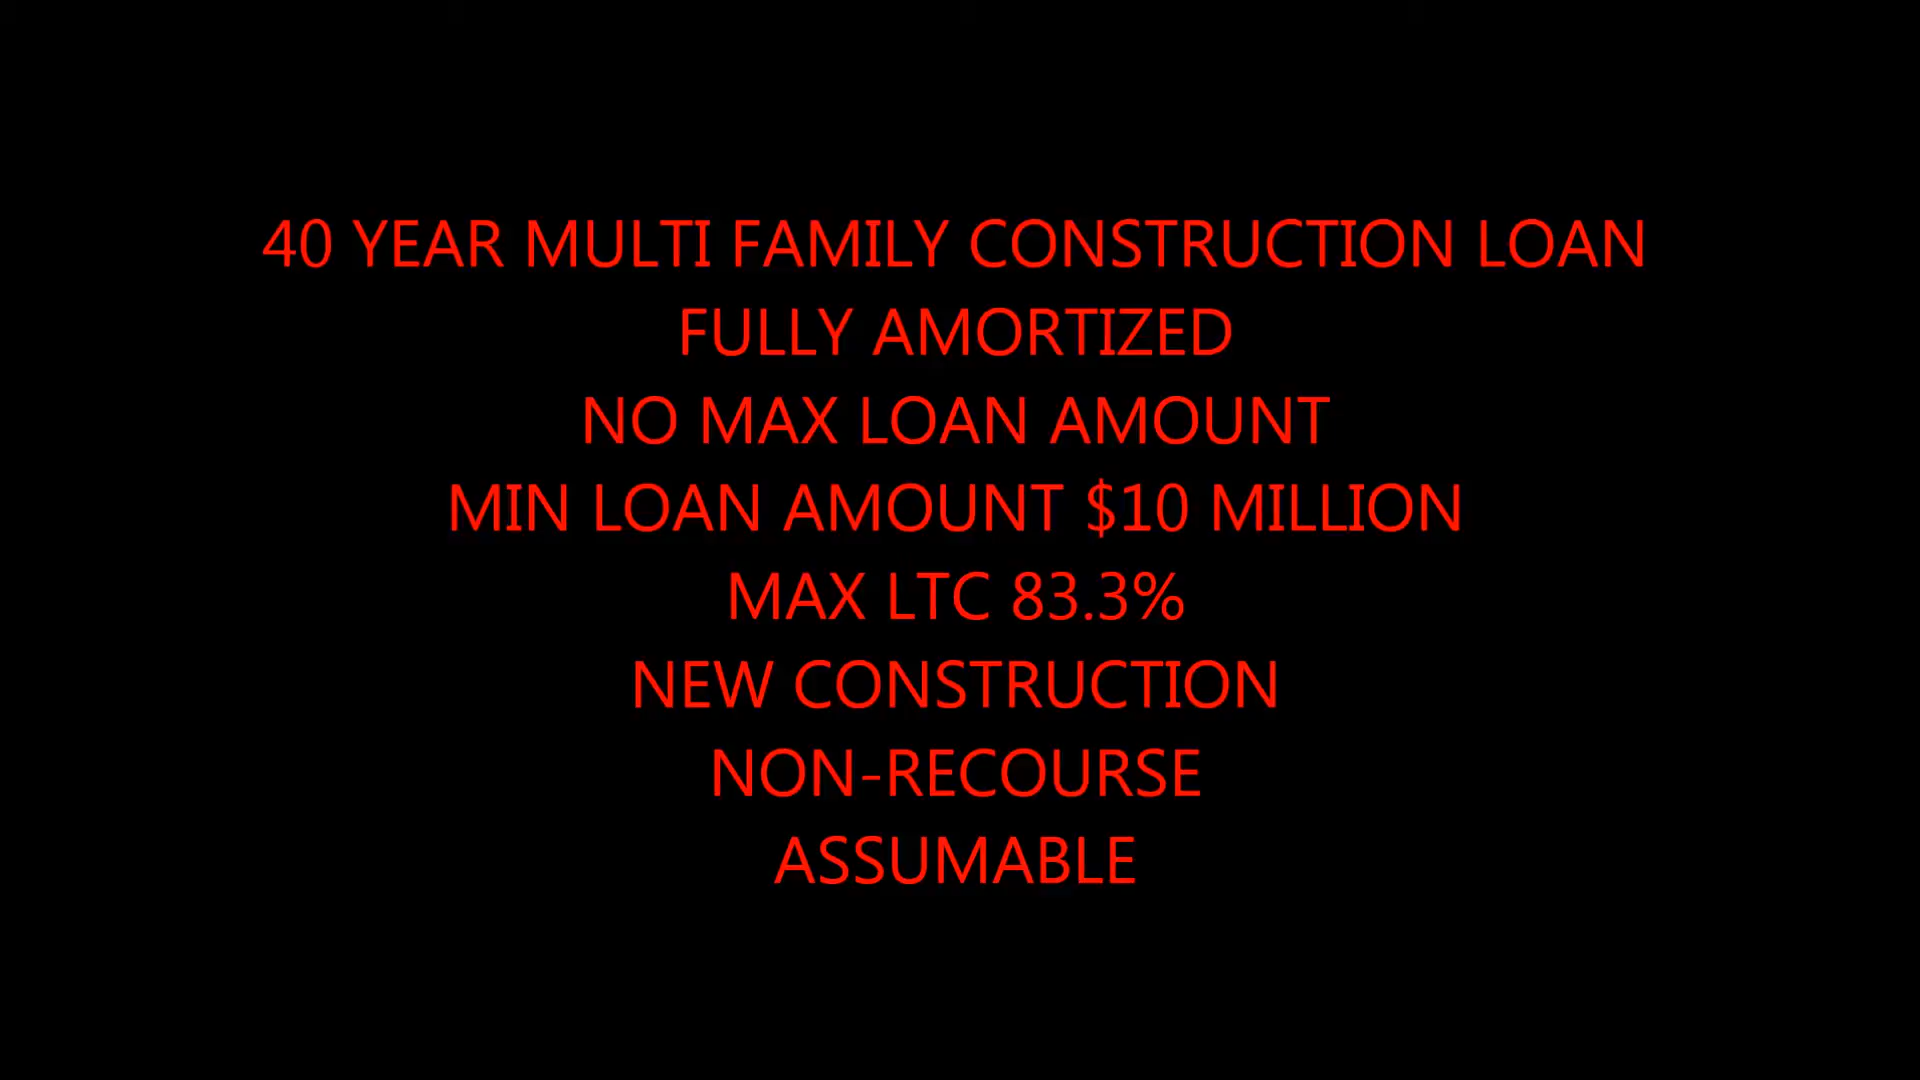 40 YEAR MULTI FAMILY CONSTRUCTION LOAN
FULLY AMORTIZED
NO MAX LOAN AMOUNT
MIN LOAN AMOUNT $10 MILLION
MAX LTC 83.3%
NEW CONSTRUCTION
NON-RECOURSE
ASSUMABLE